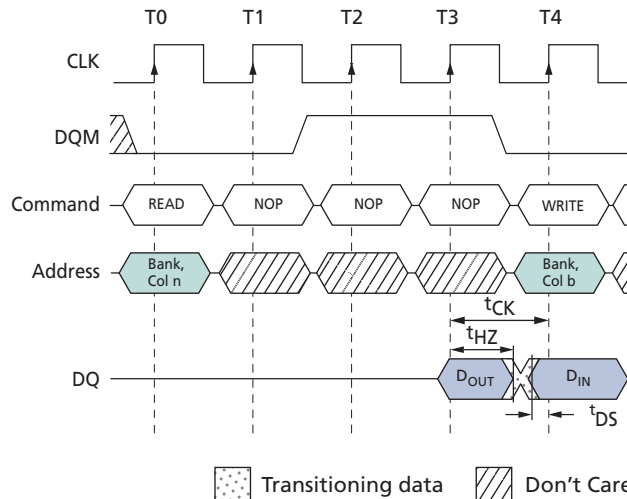 T0 T1 T2 T3 T4
CLK
DQM
Command READ NOP NOP NOP WRITE
Address Bank, Col n Bank, Col b
tCK
tHZ
DQ DOUT DIN
tDS
Transitioning data Don't Care